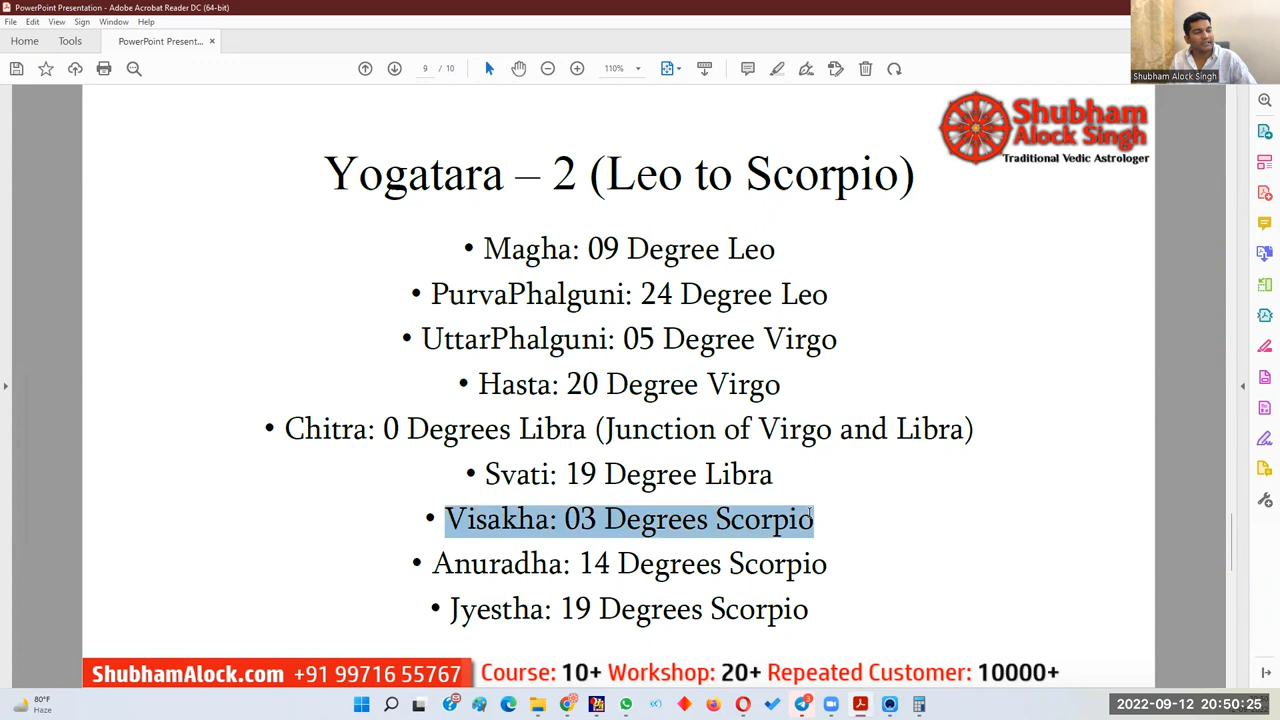 PowerPoint Presentation - Adobe Acrobat Reader DC (64-bit)
File Edit View Sign Window Help
Home Tools PowerPoint Present... ×
9 / 10 110%
Shubham Alock Singh
Shubham
Alock Singh
Traditional Vedic Astrologer
Yogatara – 2 (Leo to Scorpio)
• Magha: 09 Degree Leo
• PurvaPhalguni: 24 Degree Leo
• UttarPhalguni: 05 Degree Virgo
• Hasta: 20 Degree Virgo
• Chitra: 0 Degrees Libra (Junction of Virgo and Libra)
• Svati: 19 Degree Libra
• Visakha: 03 Degrees Scorpio
• Anuradha: 14 Degrees Scorpio
• Jyestha: 19 Degrees Scorpio
ShubhamAlock.com +91 99716 55767 Course: 10+ Workshop: 20+ Repeated Customer: 10000+
80°F
Haze
2022-09-12 20:50:25